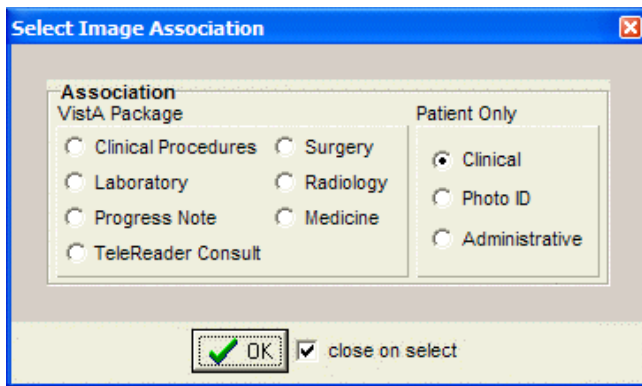 Select Image Association
Association
VistA Package Patient Only
Clinical Procedures Surgery Clinical
Laboratory Radiology Photo ID
Progress Note Medicine Administrative
TeleReader Consult
OK close on select